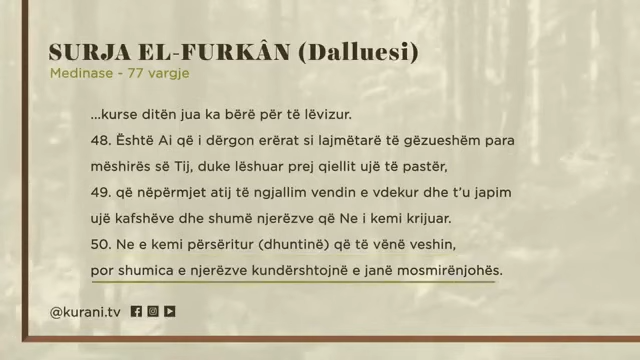 SURJA EL-FURKÂN (Dalluesi)
Medinase - 77 vargje
...kurse ditën jua ka bërë për të lëvizur.
48. Është Ai që i dërgon erërat si lajmëtarë të gëzueshëm para
mëshirës së Tij, duke lëshuar prej qiellit ujë të pastër,
49. që nëpërmjet atij të ngjallim vendin e vdekur dhe t’u japim
ujë kafshëve dhe shumë njerëzve që Ne i kemi krijuar.
50. Ne e kemi përsëritur (dhuntinë) që të vënë veshin,
por shumica e njerëzve kundërshtojnë e janë mosmirënjohës.
@kurani.tv